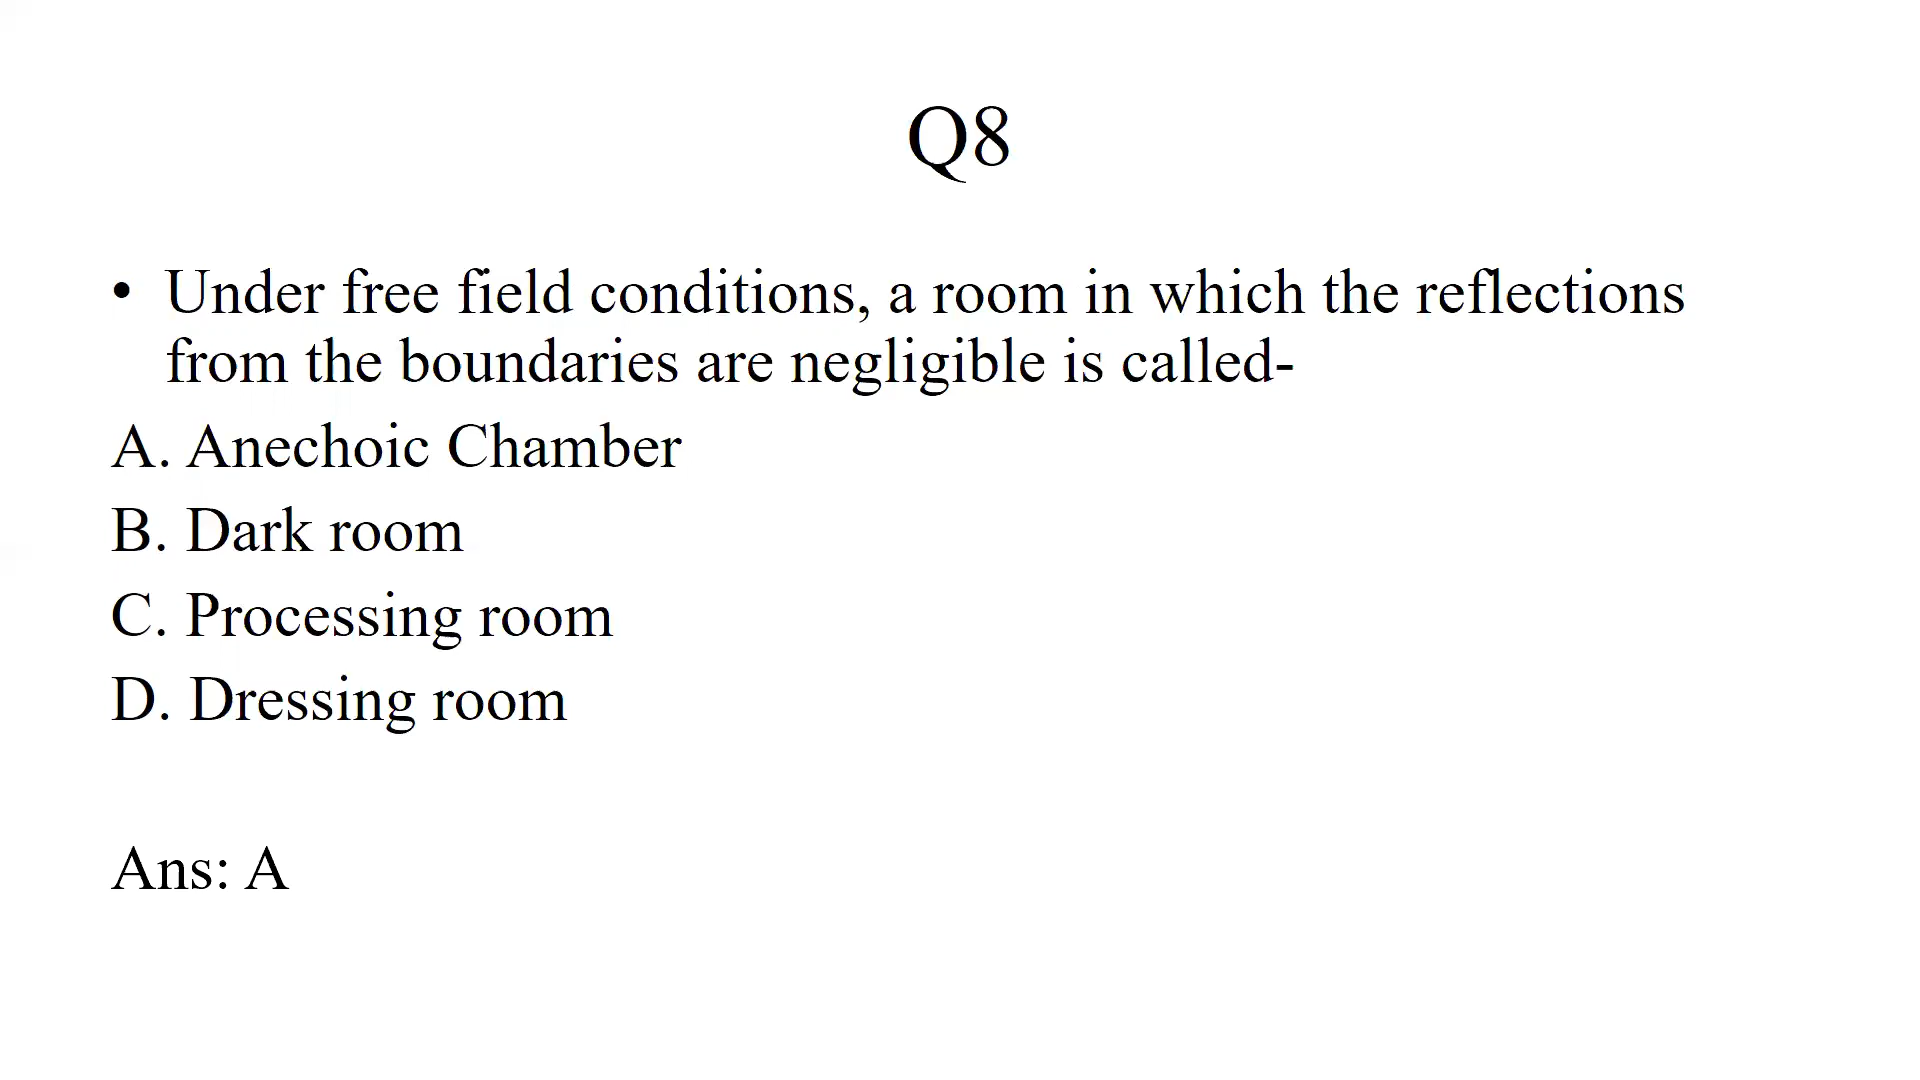 Q8
• Under free field conditions, a room in which the reflections
from the boundaries are negligible is called-
A. Anechoic Chamber
B. Dark room
C. Processing room
D. Dressing room
Ans: A